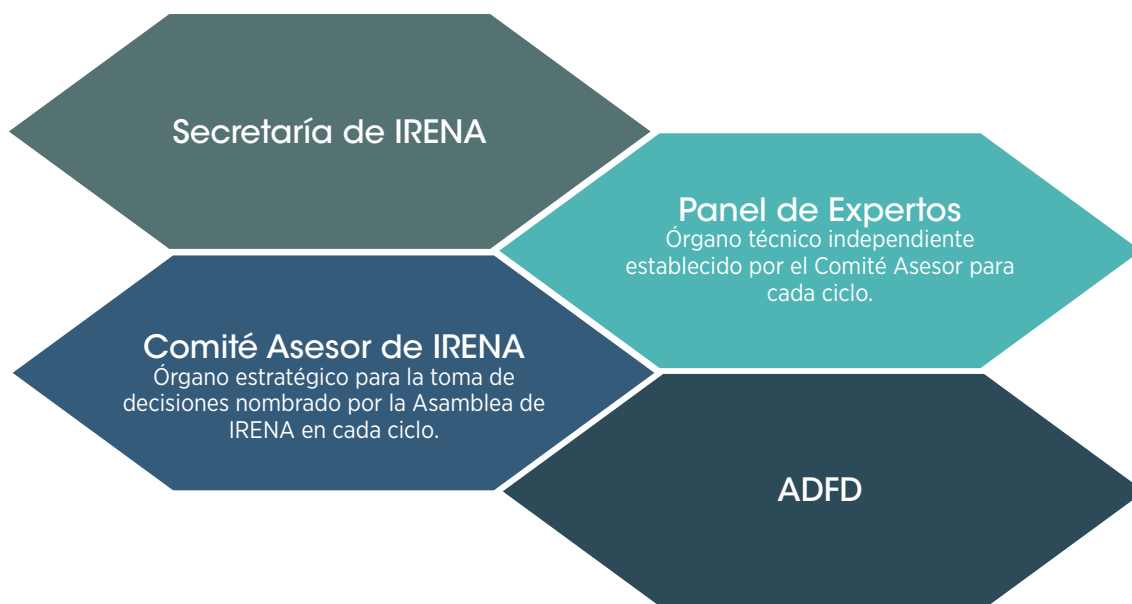 Secretaría de IRENA
Panel de Expertos
Órgano técnico independiente
establecido por el Comité Asesor para
cada ciclo.
Comité Asesor de IRENA
Órgano estratégico para la toma de
decisiones nombrado por la Asamblea de
IRENA en cada ciclo.
ADFD